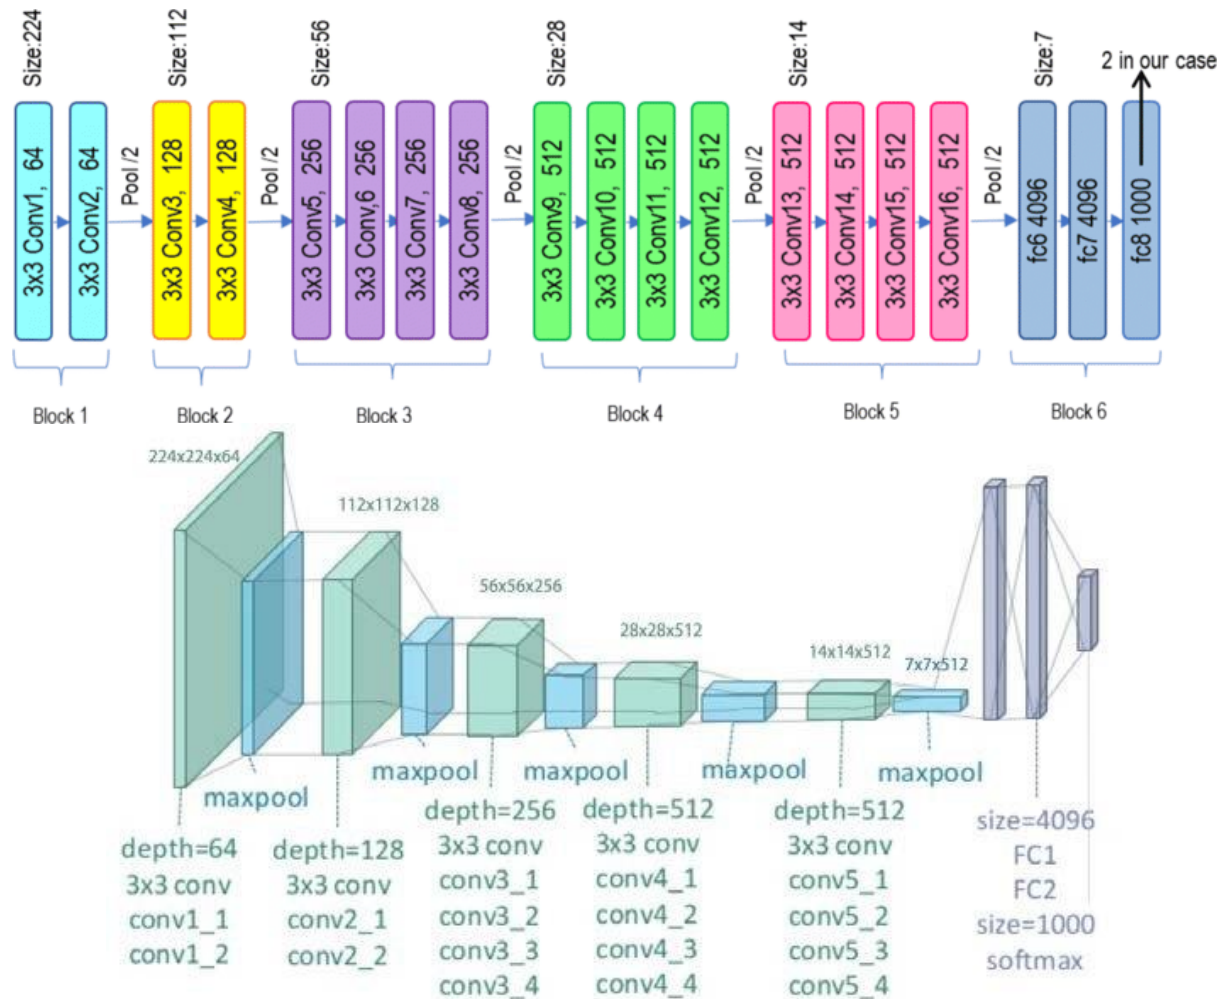 Size:224
Size:112
Size:56
Size:28
Size:14
Size:7
2 in our case
3x3 Conv1, 64
3x3 Conv2, 64
Pool /2
3x3 Conv3, 128
3x3 Conv4, 128
Pool /2
3x3 Conv5, 256
3x3 Conv,6 256
3x3 Conv7, 256
3x3 Conv8, 256
Pool /2
3x3 Conv9, 512
3x3 Conv10, 512
3x3 Conv11, 512
3x3 Conv12, 512
Pool /2
3x3 Conv13, 512
3x3 Conv14, 512
3x3 Conv15, 512
3x3 Conv16, 512
Pool /2
fc6 4096
fc7 4096
fc8 1000
Block 1
Block 2
Block 3
Block 4
Block 5
Block 6
224x224x64
112x112x128
56x56x256
28x28x512
14x14x512
7x7x512
maxpool
maxpool
maxpool
maxpool
maxpool
depth=64
3x3 conv
conv1_1
conv1_2
depth=128
3x3 conv
conv2_1
conv2_2
depth=256
3x3 conv
conv3_1
conv3_2
conv3_3
conv3_4
depth=512
3x3 conv
conv4_1
conv4_2
conv4_3
conv4_4
depth=512
3x3 conv
conv5_1
conv5_2
conv5_3
conv5_4
size=4096
FC1
FC2
size=1000
softmax